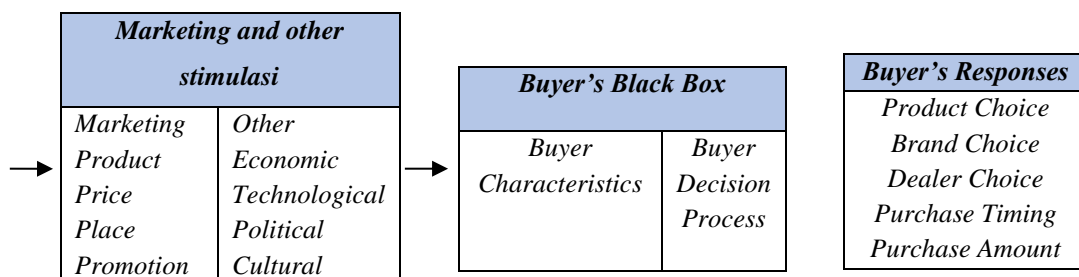 Marketing and other
stimulasi
Marketing
Product
Price
Place
Promotion
Other
Economic
Technological
Political
Cultural
Buyer's Black Box
Buyer
Characteristics
Buyer
Decision
Process
Buyer's Responses
Product Choice
Brand Choice
Dealer Choice
Purchase Timing
Purchase Amount